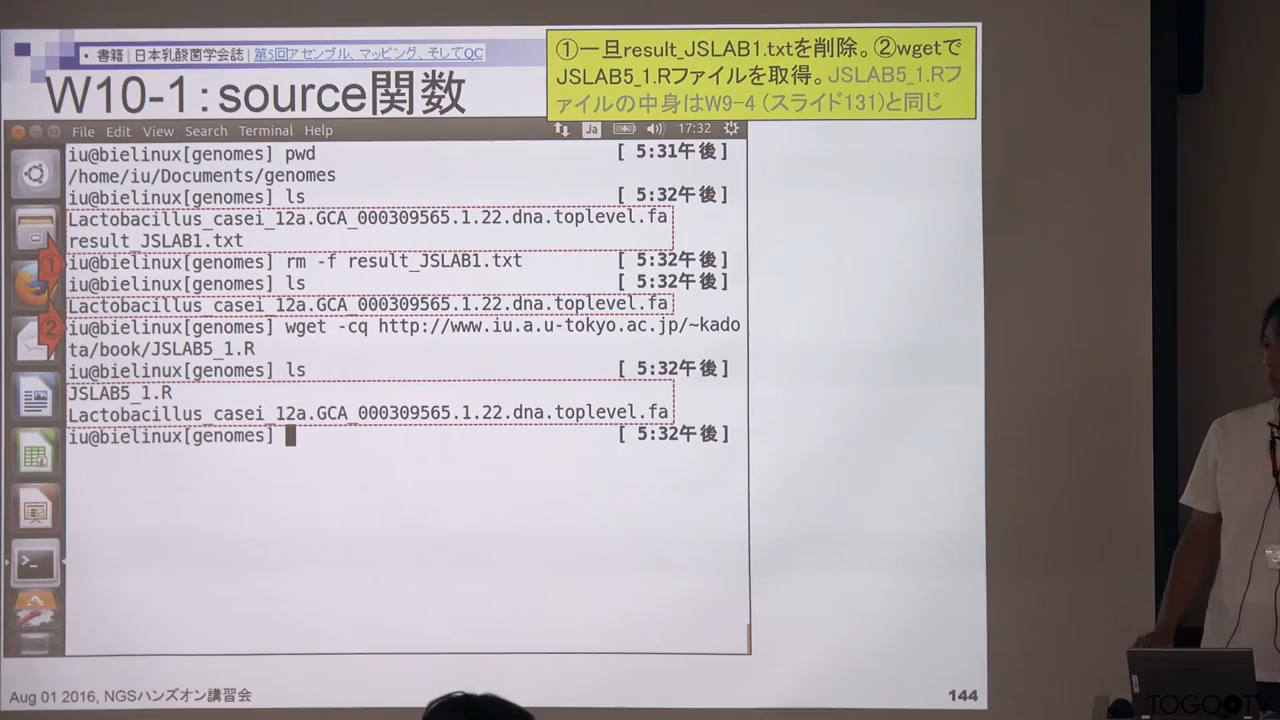 ・書籍 | 日本乳酸菌学会誌 | 第5回アセンブル、マッピング、そしてQC
W10-1：source関数
①一旦result_JSLAB1.txtを削除。②wgetで
JSLAB5_1.Rファイルを取得。JSLAB5_1.Rフ
ァイルの中身はW9-4 (スライド131)と同じ
File Edit View Search Terminal Help
Ja 17:32
iu@bielinux[genomes] pwd [ 5:31午後]
/home/iu/Documents/genomes
iu@bielinux[genomes] ls [ 5:32午後]
Lactobacillus_casei_12a.GCA_000309565.1.22.dna.toplevel.fa
result_JSLAB1.txt
① iu@bielinux[genomes] rm -f result_JSLAB1.txt [ 5:32午後]
iu@bielinux[genomes] ls [ 5:32午後]
Lactobacillus_casei_12a.GCA_000309565.1.22.dna.toplevel.fa
② iu@bielinux[genomes] wget -cq http://www.iu.a.u-tokyo.ac.jp/~kado
ta/book/JSLAB5_1.R
iu@bielinux[genomes] ls [ 5:32午後]
JSLAB5_1.R
Lactobacillus_casei_12a.GCA_000309565.1.22.dna.toplevel.fa
iu@bielinux[genomes] [ 5:32午後]
Aug 01 2016, NGSハンズオン講習会
144
TOGOTV